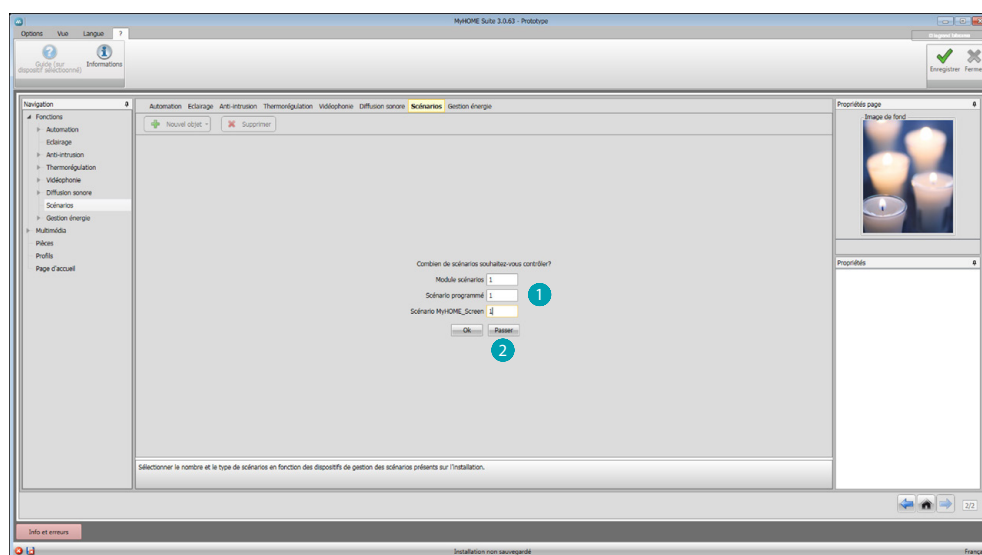 MyHOME Suite 3.0.63 - Prototype
Options Vue Langue ?
Guide (sur dispositif sélectionné)
Informations
Enregistrer Ferme
Navigation
Fonctions
Automation
Eclairage
Anti-intrusion
Thermorégulation
Vidéophonie
Diffusion sonore
Scénarios
Gestion énergie
Multimédia
Pièces
Profils
Page d'accueil
Automation Eclairage Anti-intrusion Thermorégulation Vidéophonie Diffusion sonore Scénarios Gestion énergie
Nouvel objet Supprimer
Combien de scénarios souhaitez-vous contrôler?
Module scénarios 1
Scénario programmé 1
Scénario MyHOME_Screen 1
1
Ok Passer
2
Sélectionner le nombre et le type de scénarios en fonction des dispositifs de gestion des scénarios présents sur l'installation.
Propriétés page
Image de fond
Propriétés
2/2
Info et erreurs
Installation non sauvegardé
França